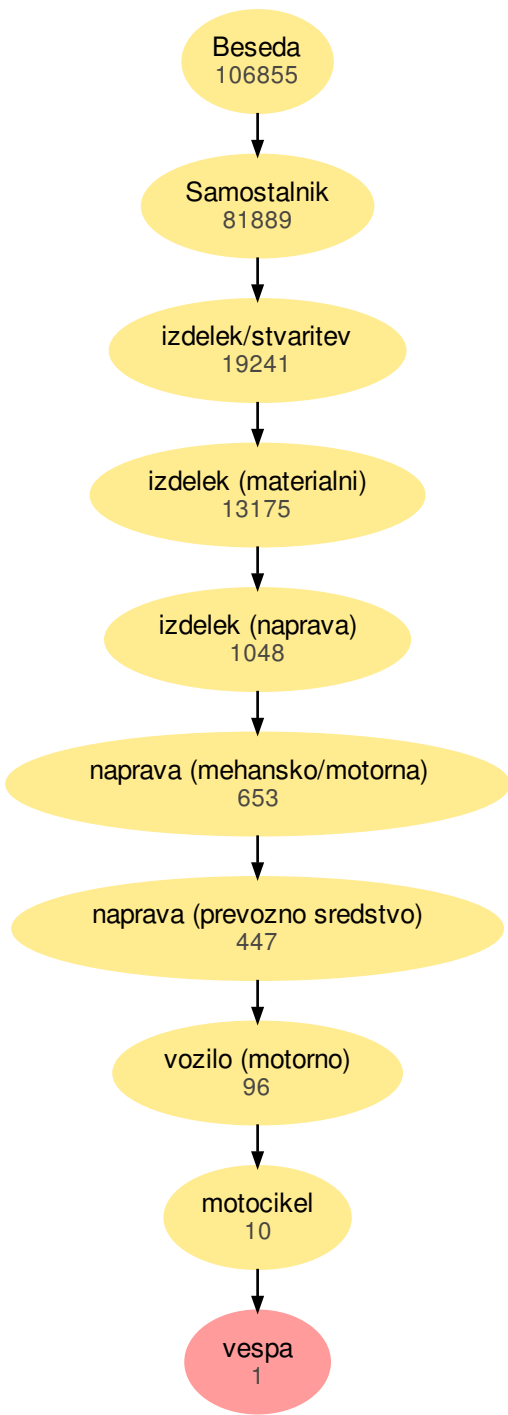 Beseda
106855
Samostalnik
81889
izdelek/stvaritev
19241
izdelek (materialni)
13175
izdelek (naprava)
1048
naprava (mehansko/motorna)
653
naprava (prevozno sredstvo)
447
vozilo (motorno)
96
motocikel
10
vespa
1